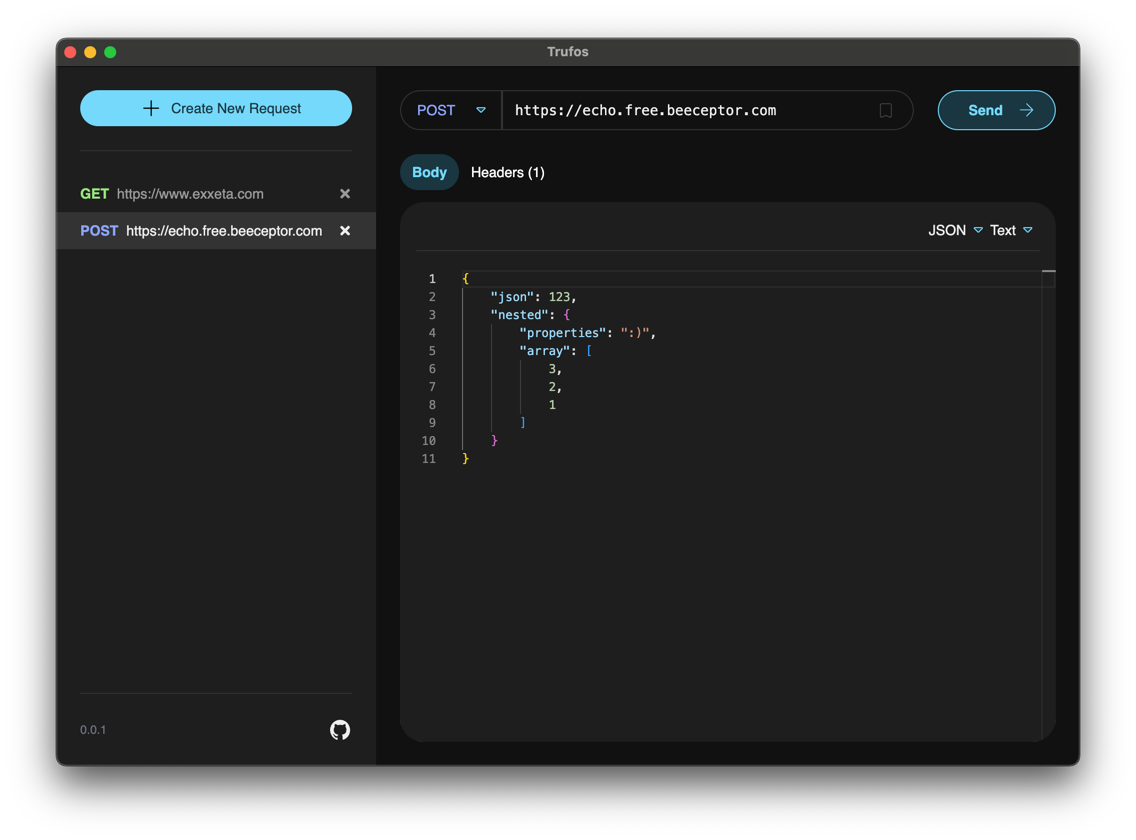 Trufos
Create New Request
GET https://www.exxeta.com
POST https://echo.free.beeceptor.com
0.0.1
POST https://echo.free.beeceptor.com Send
Body Headers (1)
JSON Text
1 {
2     "json": 123,
3     "nested": {
4         "properties": ":)",
5         "array": [
6             3,
7             2,
8             1
9         ]
10     }
11 }